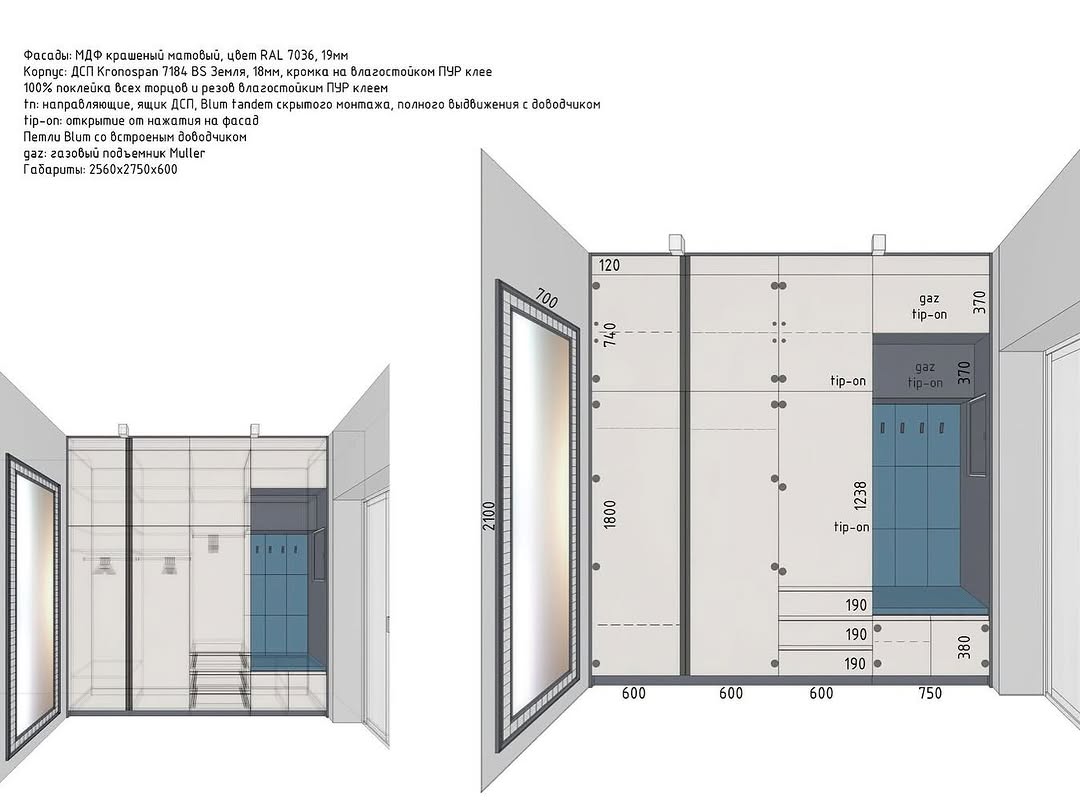 Фасады: МДФ крашеный матовый, цвет RAL 7036, 19мм
Корпус: ДСП Kronospan 7184 BS Земля, 18мм, кромка на влагостойком ПУР клее
100% поклейка всех торцов и резов влагостойким ПУР клеем
tn: направляющие, ящик ДСП, Blum tandem скрытого монтажа, полного выдвижения с доводчиком
tip-on: открытие от нажатия на фасад
Петли Blum со встроеным доводчиком
gaz: газовый подъемник Muller
Габариты: 2560х2750х600
120
700
740
gaz
tip-on
370
gaz
tip-on
370
tip-on
2100
1800
1238
tip-on
190
190
190
380
600
600
600
750